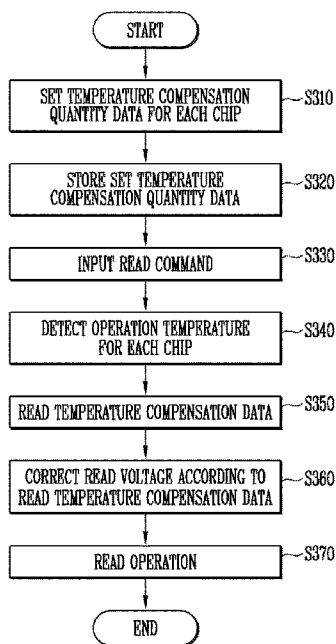 START
SET TEMPERATURE COMPENSATION
QUANTITY DATA FOR EACH CHIP
S310
STORE SET TEMPERATURE
COMPENSATION QUANTITY DATA
S320
INPUT READ COMMAND
S330
DETECT OPERATION TEMPERATURE
FOR EACH CHIP
S340
READ TEMPERATURE COMPENSATION DATA
S350
CORRECT READ VOLTAGE ACCORDING TO
READ TEMPERATURE COMPENSATION DATA
S360
READ OPERATION
S370
END